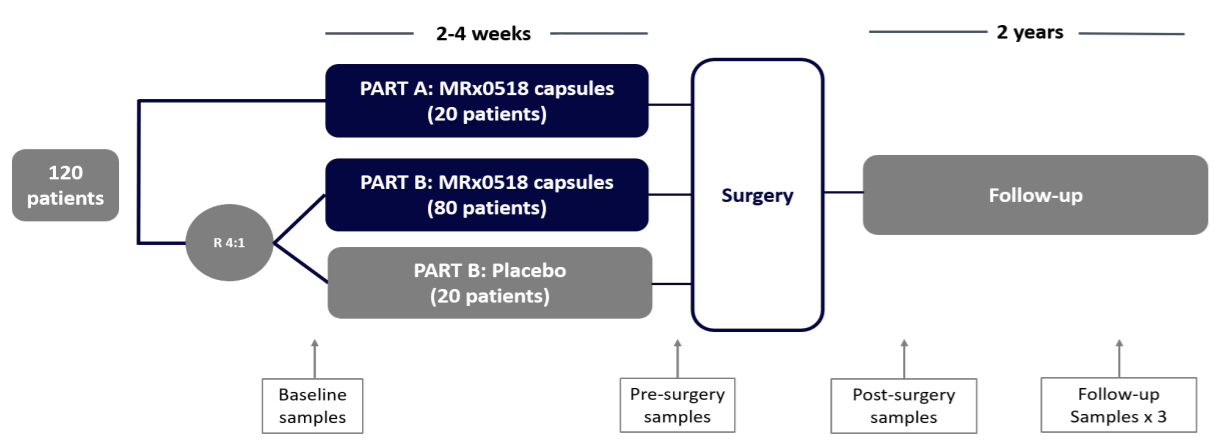 2-4 weeks
2 years
PART A: MRx0518 capsules
(20 patients)
120
patients
PART B: MRx0518 capsules
(80 patients)
R 4:1
PART B: Placebo
(20 patients)
Surgery
Follow-up
Baseline
samples
Pre-surgery
samples
Post-surgery
samples
Follow-up
Samples x 3